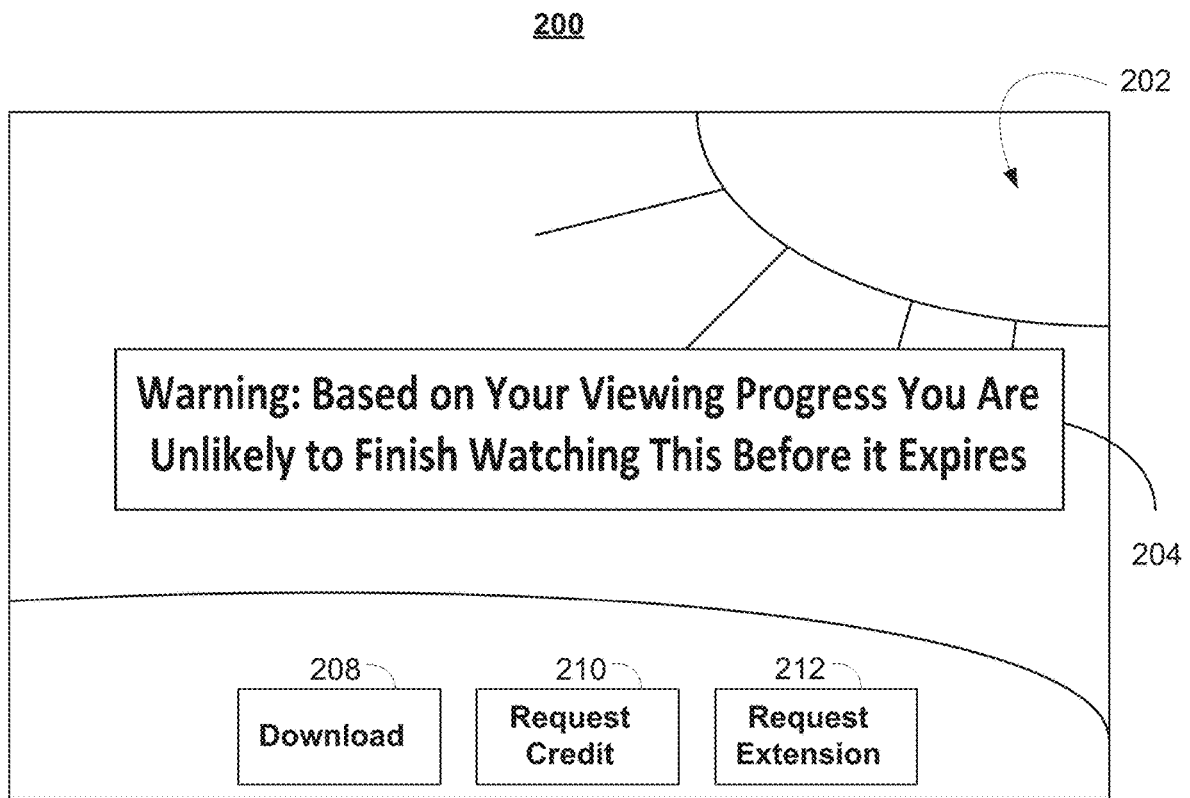 200
202
Warning: Based on Your Viewing Progress You Are
Unlikely to Finish Watching This Before it Expires
204
208
210
212
Download
Request
Credit
Request
Extension